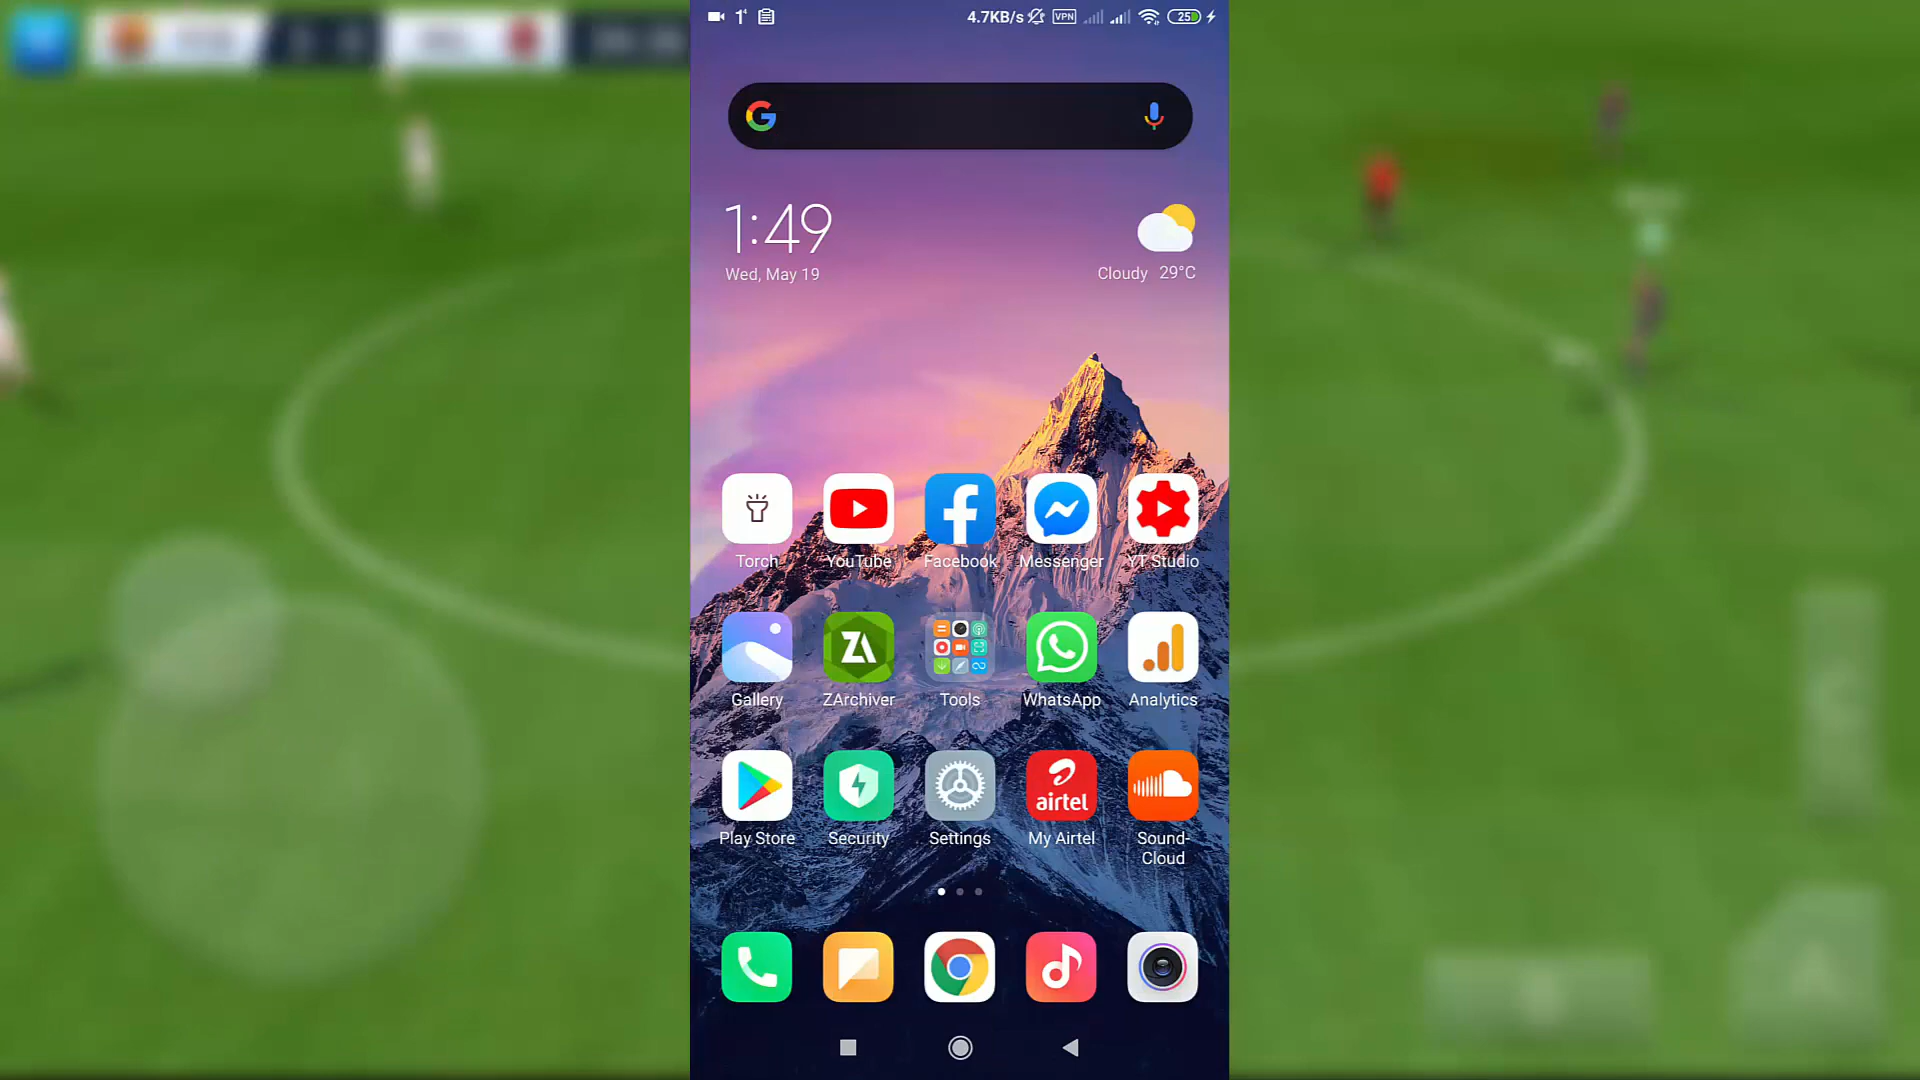 4.7KB/s VPN 25
1:49
Wed, May 19
Cloudy 29°C
Torch YouTube Facebook Messenger YT Studio
ZA
Gallery ZArchiver Tools WhatsApp Analytics
airtel
Play Store Security Settings My Airtel Sound-
Cloud